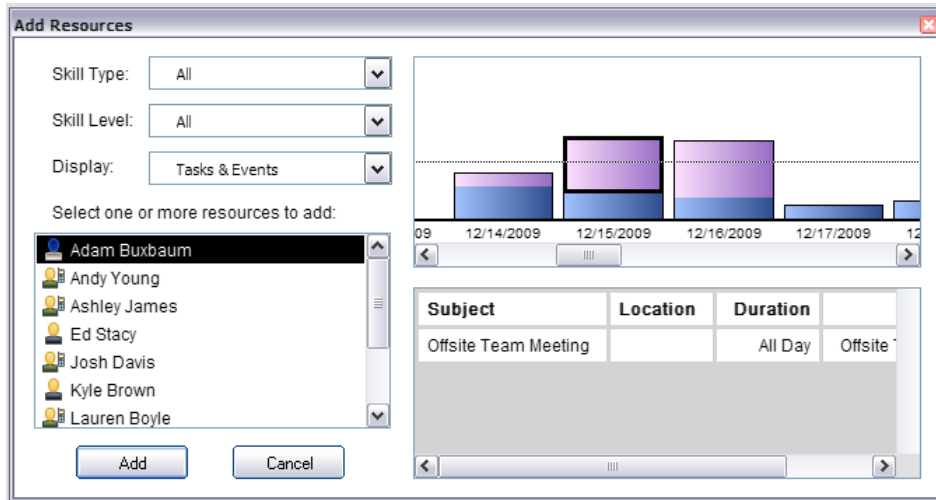 Add Resources
Skill Type: All
Skill Level: All
Display: Tasks & Events
Select one or more resources to add:
Adam Buxbaum
Andy Young
Ashley James
Ed Stacy
Josh Davis
Kyle Brown
Lauren Boyle
Add Cancel
09 12/14/2009 12/15/2009 12/16/2009 12/17/2009 12
Subject Location Duration
Offsite Team Meeting All Day Offsite